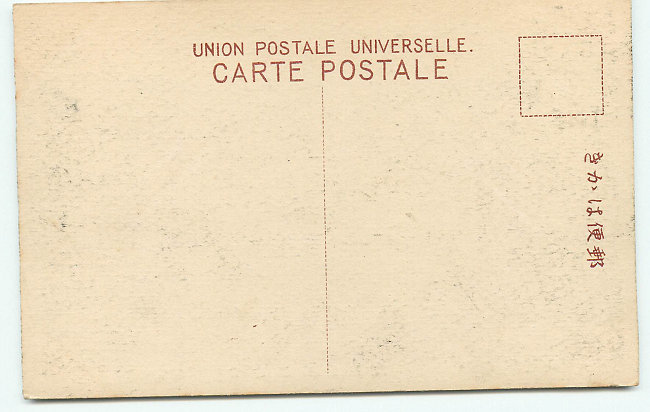 UNION POSTALE UNIVERSELLE.
CARTE POSTALE
郵便はかき